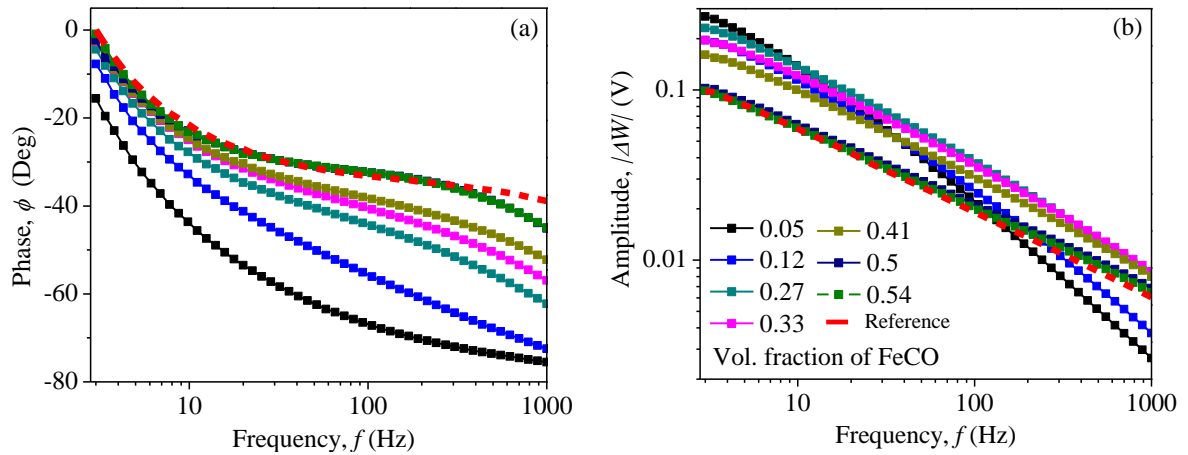 (a)
0
-20
-40
-60
-80
10
100
1000
Phase, ϕ (Deg)
Frequency, f (Hz)
(b)
0.1
0.01
10
100
1000
Amplitude, /ΔW/ (V)
0.05 0.41
0.12 0.5
0.27 0.54
0.33 Reference
Vol. fraction of FeCO
Frequency, f (Hz)